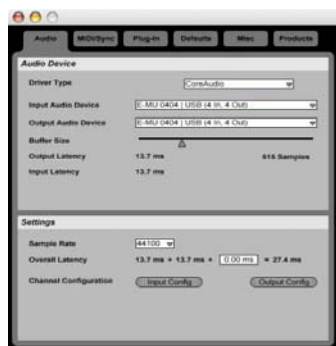 Audio MIDI/Sync Plug-In Defaults Misc Products
Audio Device
Driver Type CoreAudio
Input Audio Device E-MU 0404 | USB (4 In, 4 Out)
Output Audio Device E-MU 0404 | USB (4 In, 4 Out)
Buffer Size
Output Latency 13.7 ms 615 Samples
Input Latency 13.7 ms
Settings
Sample Rate 44100
Overall Latency 13.7 ms + 13.7 ms + 0.00 ms = 27.4 ms
Channel Configuration Input Config Output Config